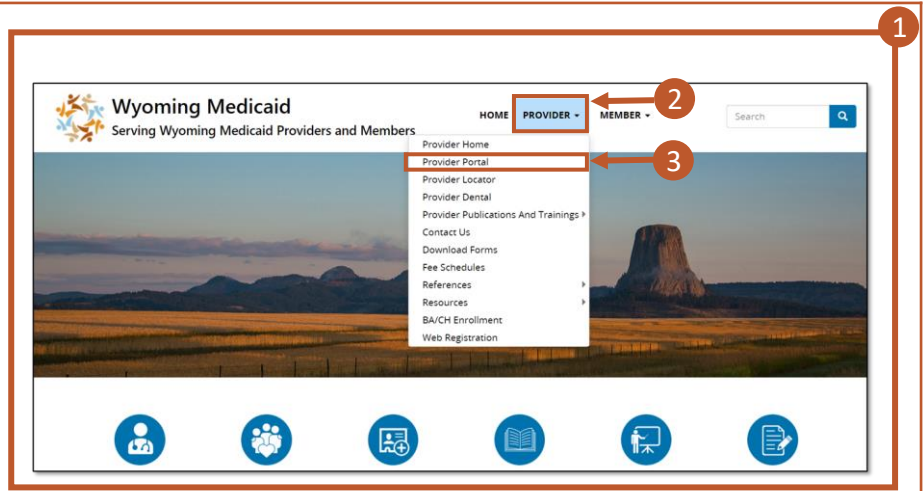 1
Wyoming Medicaid
Serving Wyoming Medicaid Providers and Members
HOME PROVIDER MEMBER Search
2
Provider Home
Provider Portal
3
Provider Locator
Provider Dental
Provider Publications And Trainings
Contact Us
Download Forms
Fee Schedules
References
Resources
BA/CH Enrollment
Web Registration